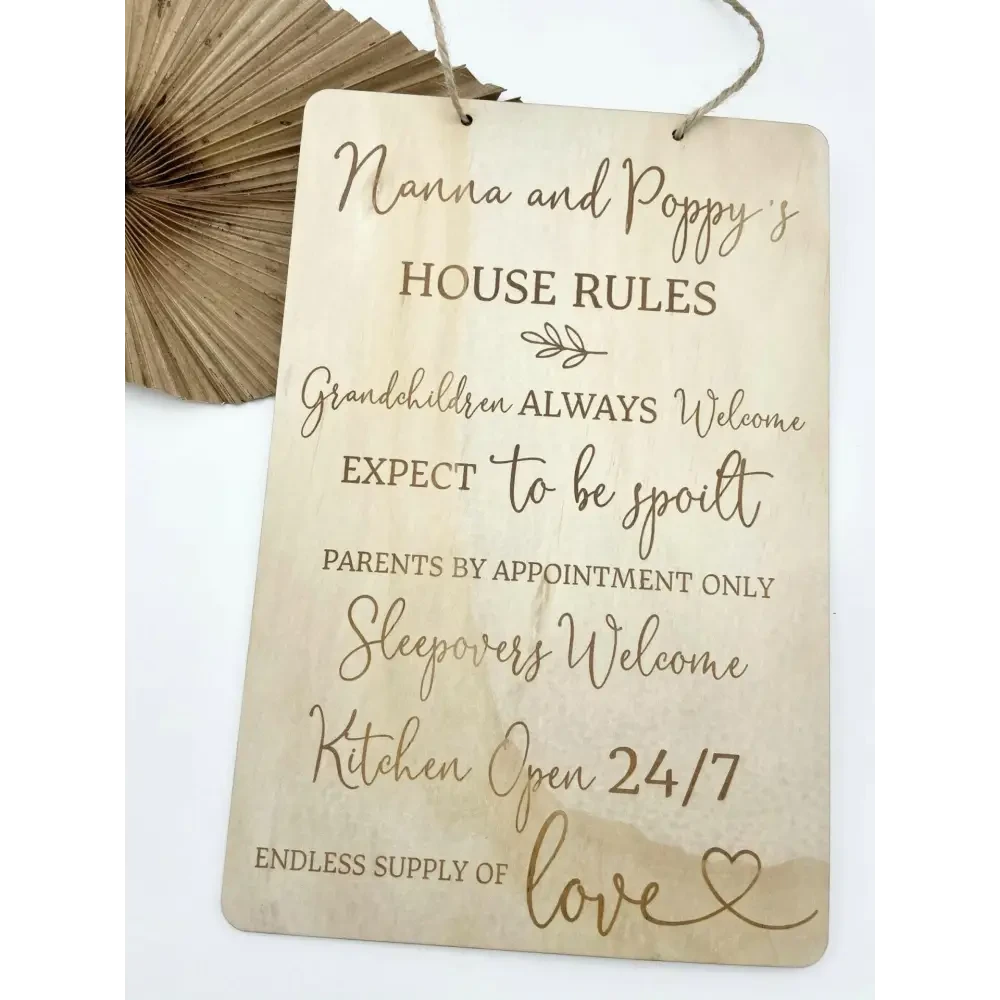 Nanna and Poppy's
HOUSE RULES
Grandchildren ALWAYS Welcome
EXPECT to be spoilt
PARENTS BY APPOINTMENT ONLY
Sleepovers Welcome
Kitchen Open 24/7
ENDLESS SUPPLY OF love